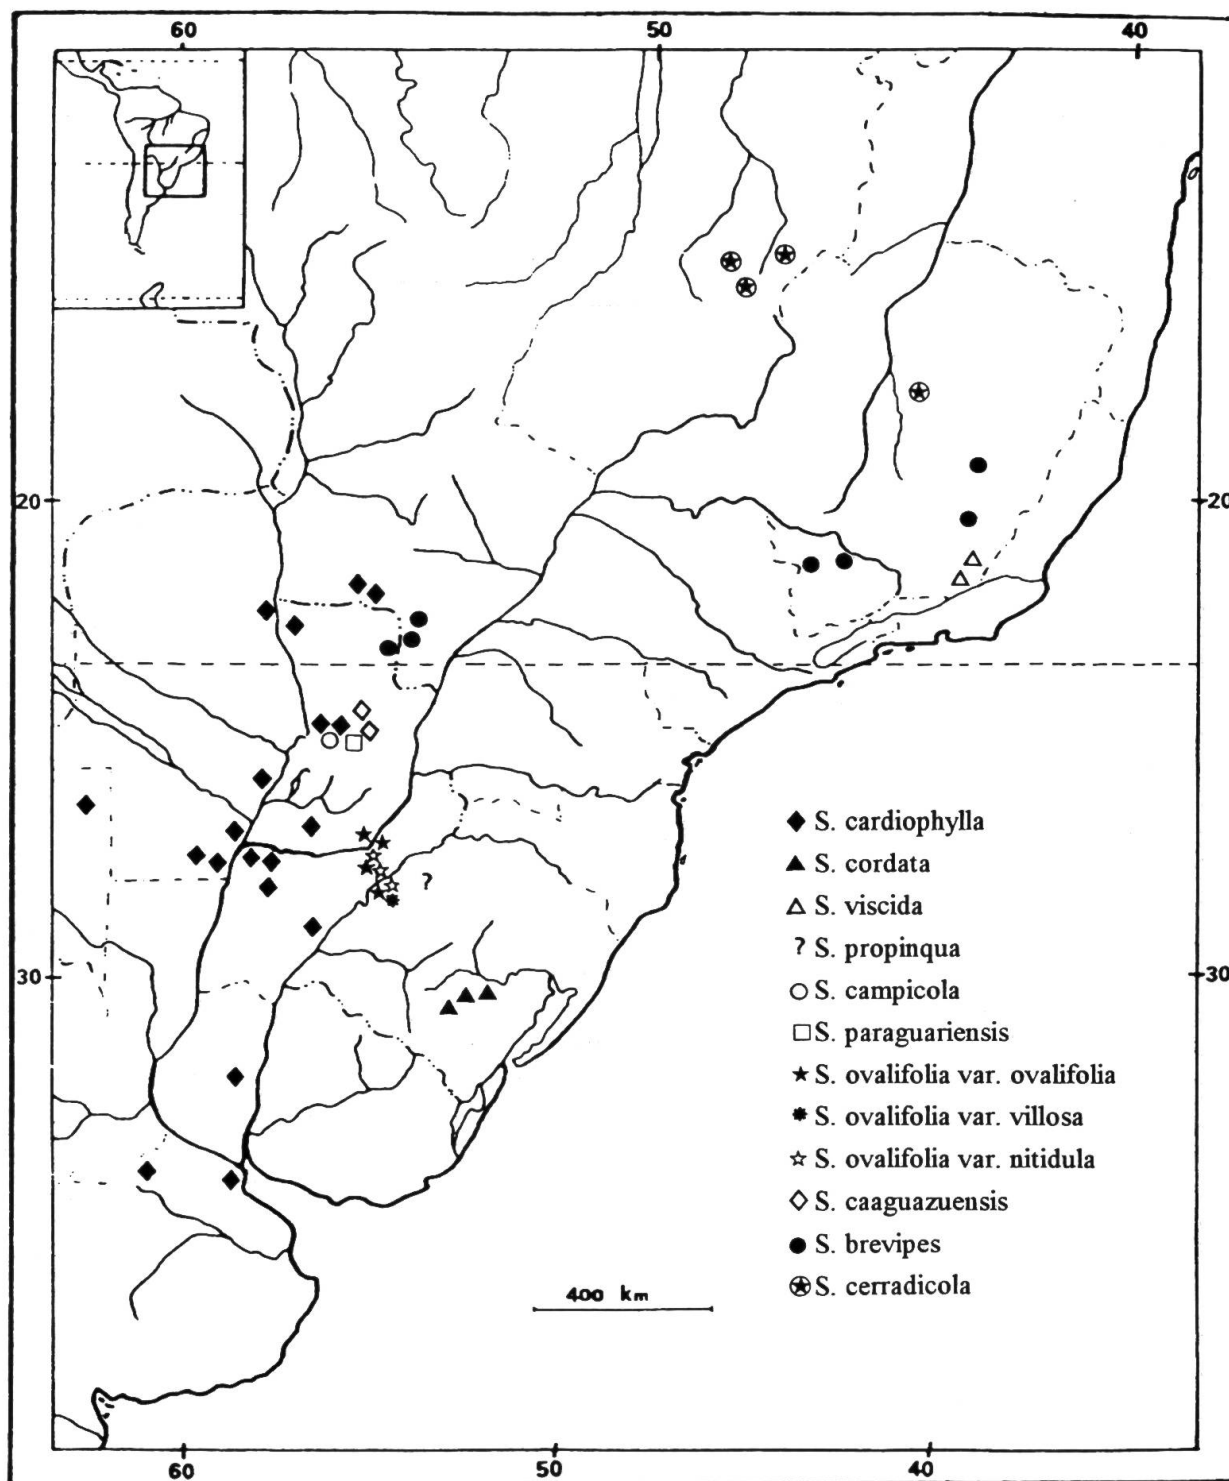 60 50 40
20 20
30 30
?
S. cardiophylla
S. cordata
S. viscida
? S. propinqua
S. campicola
S. paraguariensis
S. ovalifolia var. ovalifolia
S. ovalifolia var. villosa
S. ovalifolia var. nitidula
S. caaguazuensis
S. brevipes
S. cerradicola
400 km
60 50 40